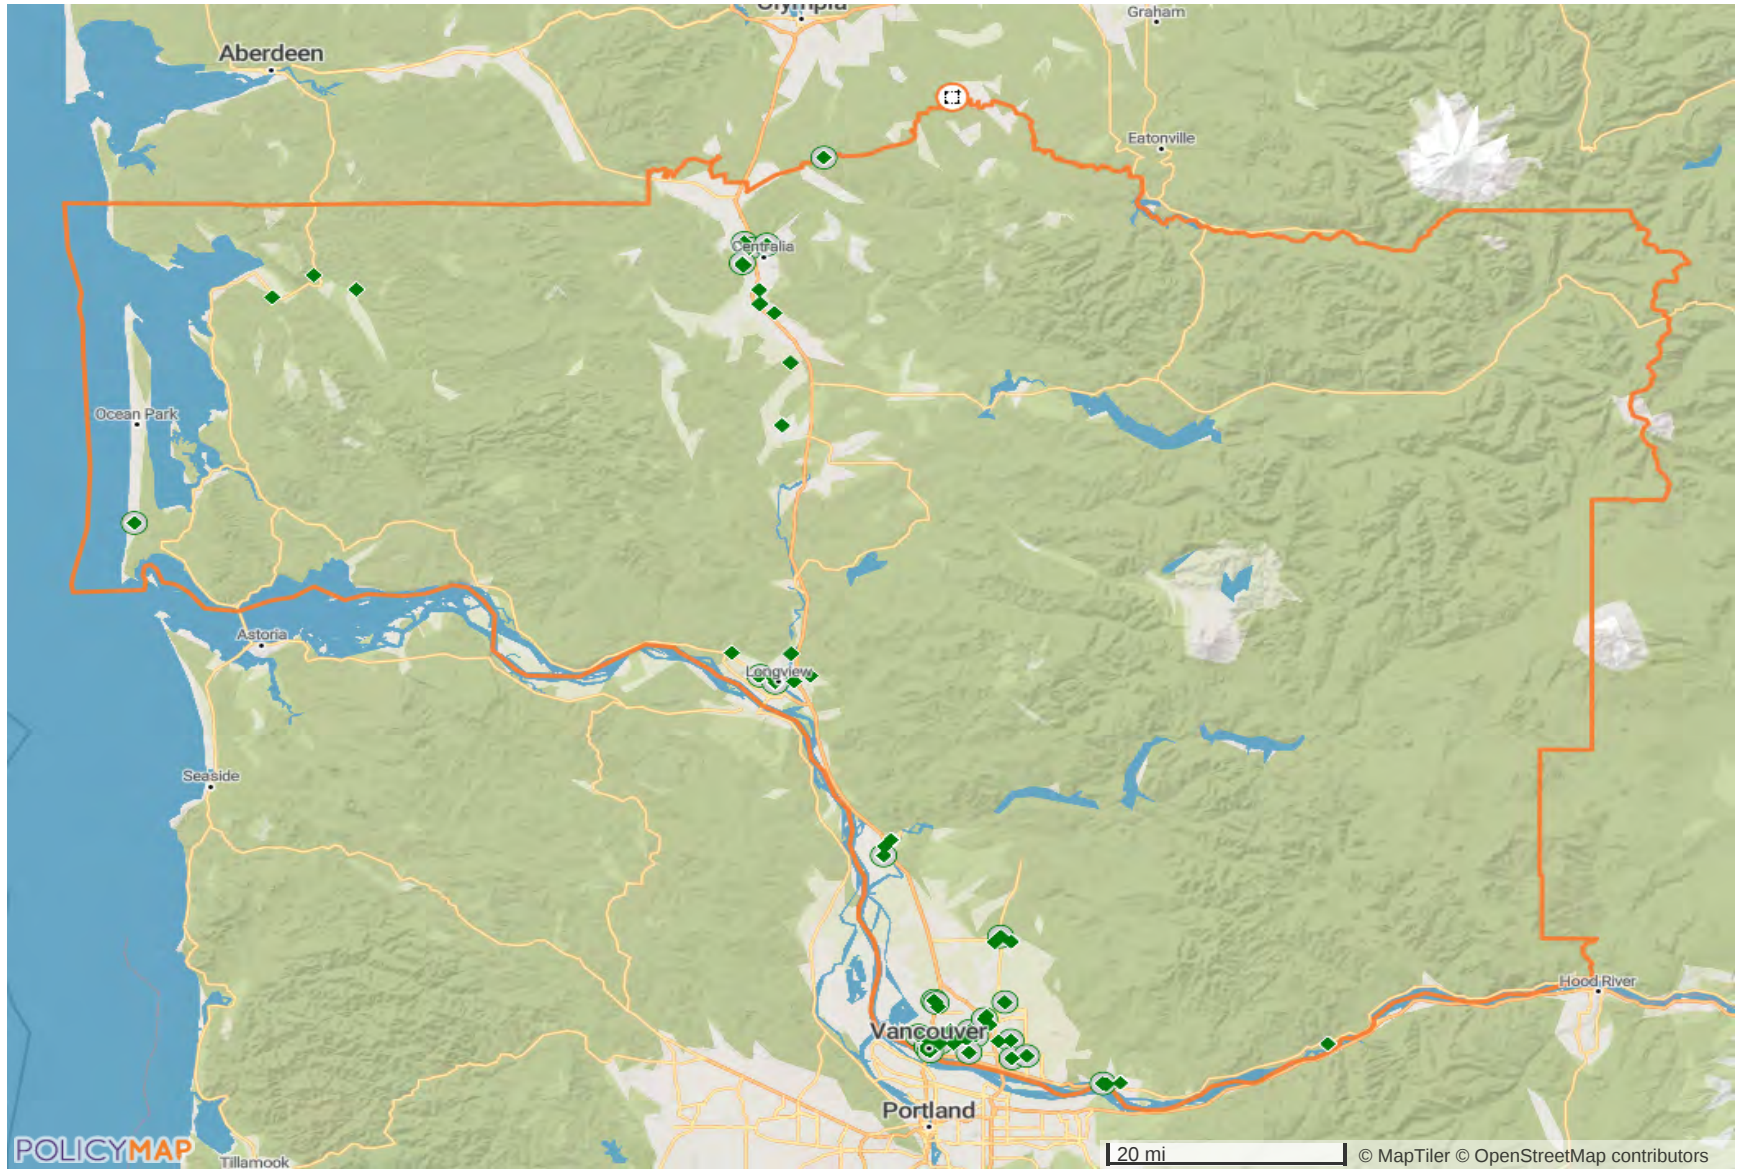 Olympia
Graham
Aberdeen
Eatonville
Centralia
Ocean Park
Astoria
Longview
Seaside
Hood River
Vancouver
Portland
POLICYMAP
20 mi
© MapTiler © OpenStreetMap contributors
Tillamook